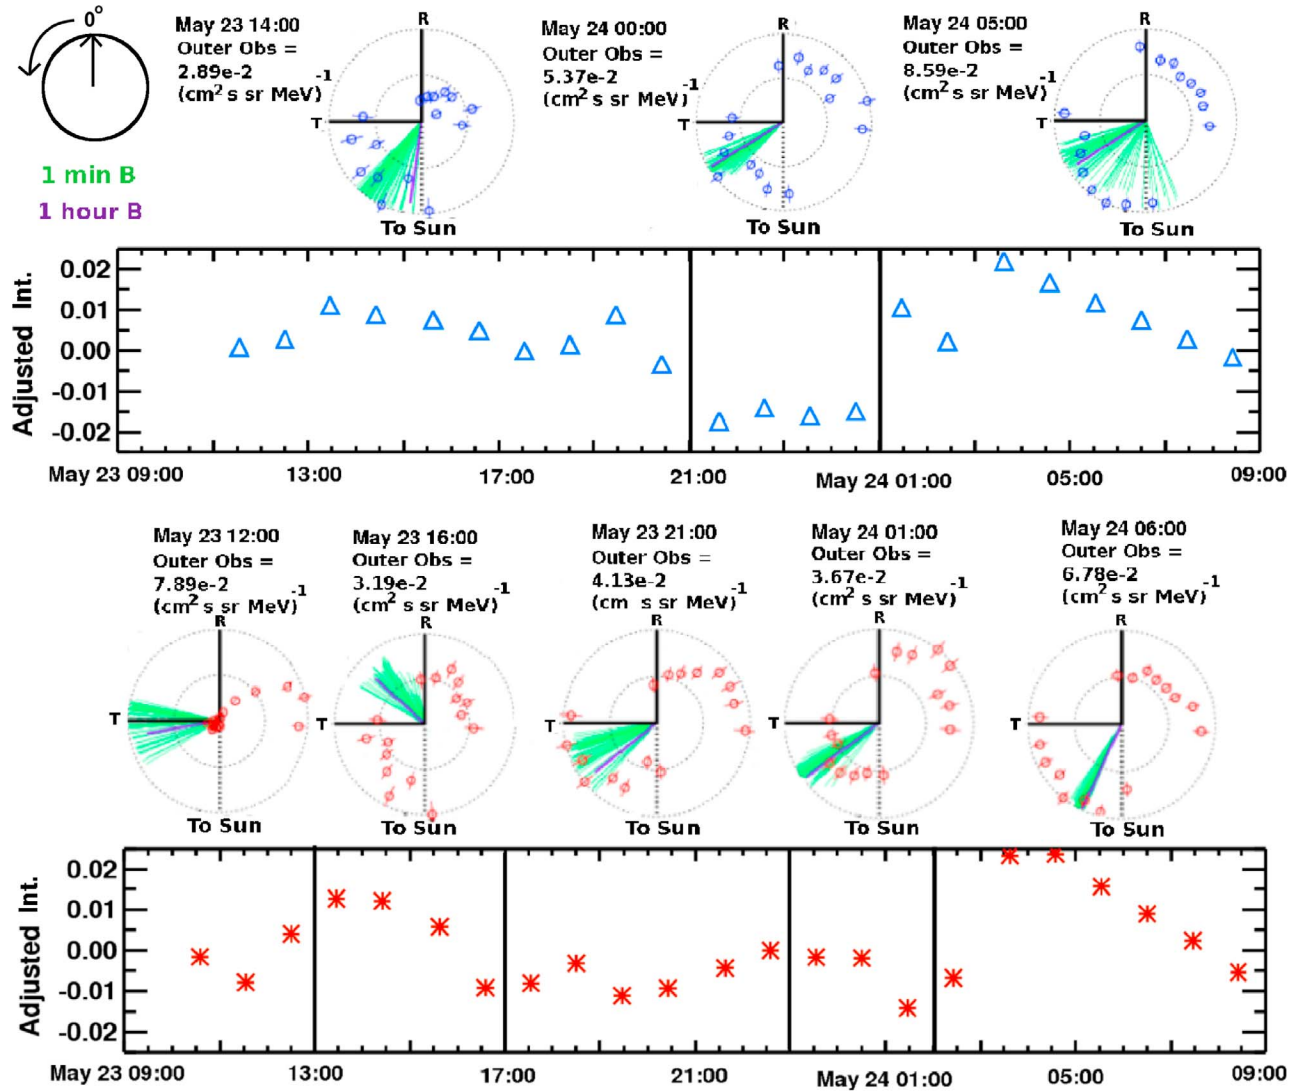 0°
1 min B
1 hour B
May 23 14:00
Outer Obs =
2.89e-2
(cm² s sr MeV)⁻¹
R
T
To Sun
May 24 00:00
Outer Obs =
5.37e-2
(cm² s sr MeV)⁻¹
R
T
To Sun
May 24 05:00
Outer Obs =
8.59e-2
(cm² s sr MeV)⁻¹
R
T
To Sun
Adjusted Int.
0.02
0.01
0.00
-0.01
-0.02
May 23 09:00 13:00 17:00 21:00 May 24 01:00 05:00 09:00
May 23 12:00
Outer Obs =
7.89e-2
(cm² s sr MeV)⁻¹
R
T
To Sun
May 23 16:00
Outer Obs =
3.19e-2
(cm² s sr MeV)⁻¹
R
T
To Sun
May 23 21:00
Outer Obs =
4.13e-2
(cm s sr MeV)⁻¹
R
T
To Sun
May 24 01:00
Outer Obs =
3.67e-2
(cm² s sr MeV)⁻¹
R
T
To Sun
May 24 06:00
Outer Obs =
6.78e-2
(cm² s sr MeV)⁻¹
R
T
To Sun
Adjusted Int.
0.02
0.01
0.00
-0.01
-0.02
May 23 09:00 13:00 17:00 21:00 May 24 01:00 05:00 09:00